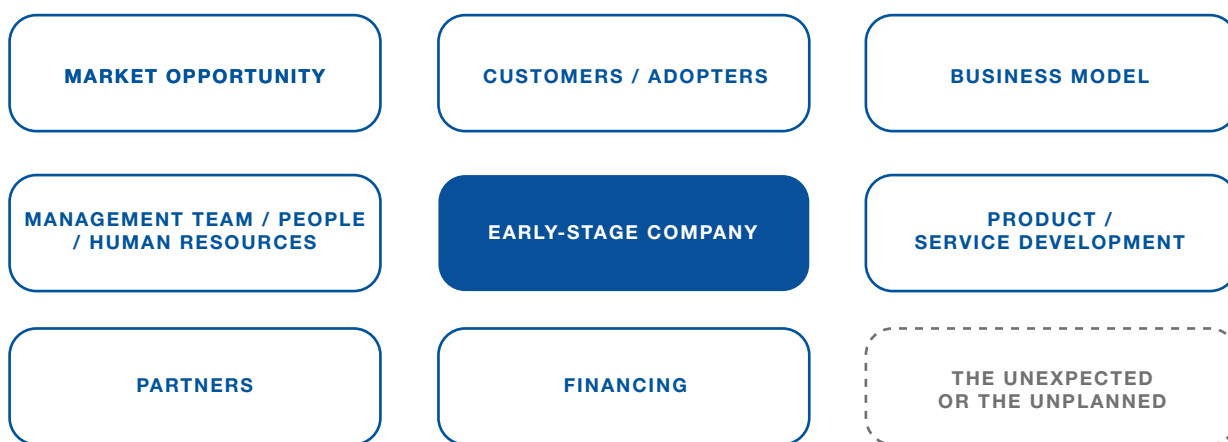 MARKET OPPORTUNITY
CUSTOMERS / ADOPTERS
BUSINESS MODEL
MANAGEMENT TEAM / PEOPLE
/ HUMAN RESOURCES
EARLY-STAGE COMPANY
PRODUCT /
SERVICE DEVELOPMENT
PARTNERS
FINANCING
THE UNEXPECTED
OR THE UNPLANNED